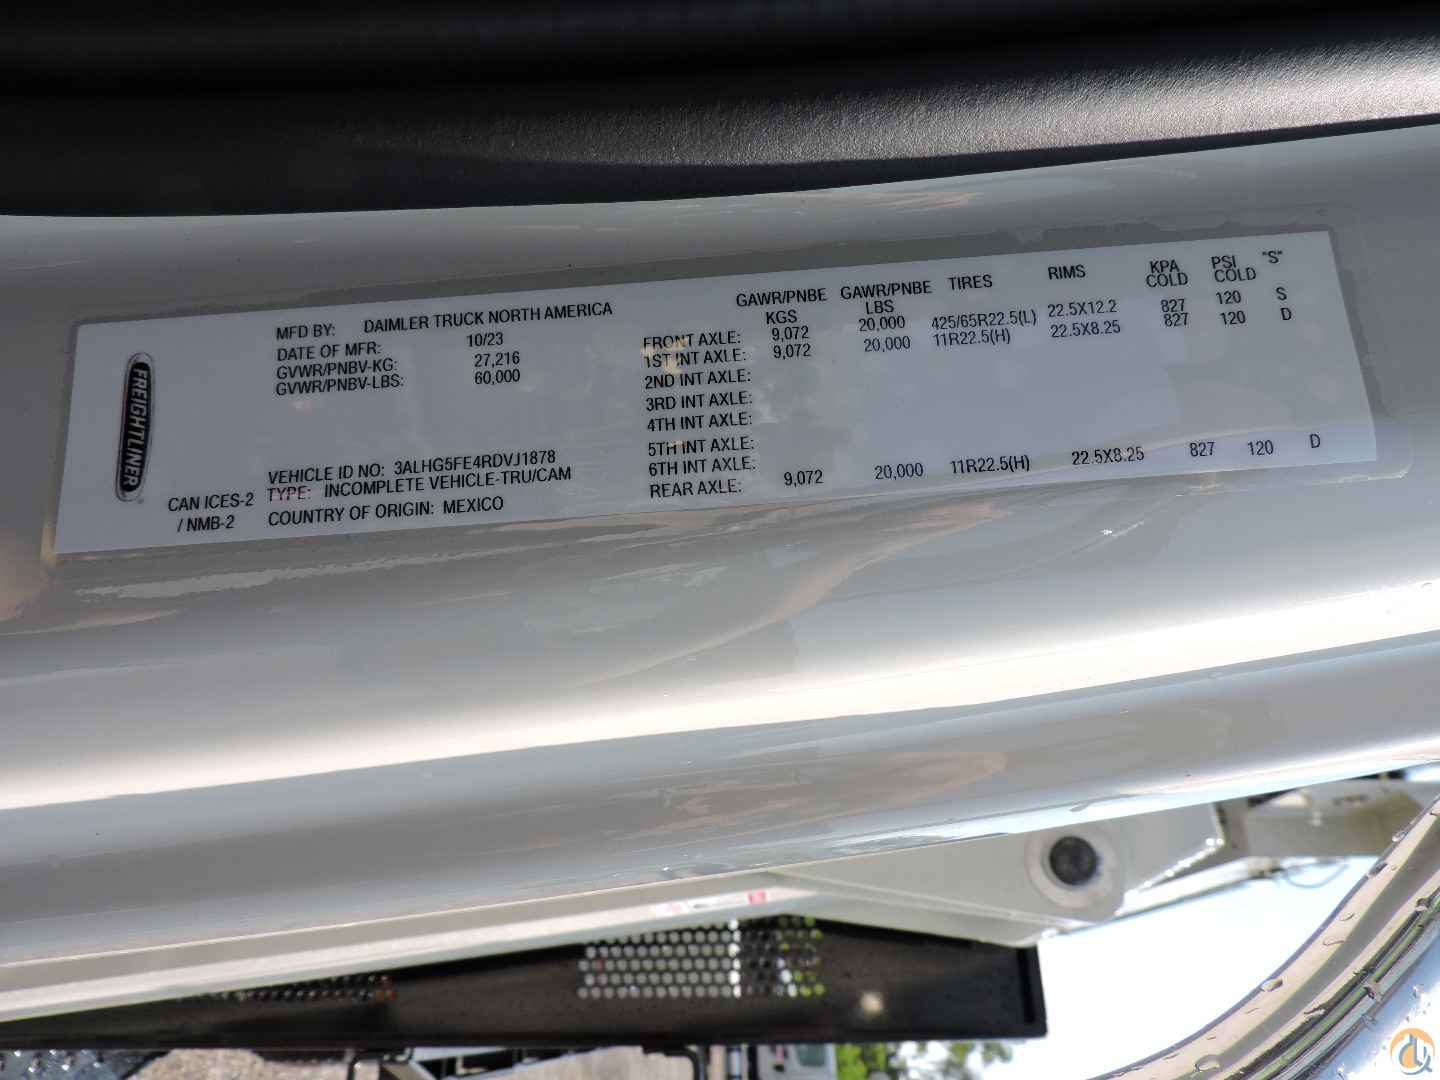 FREIGHTLINER
CAN ICES-2
/ NMB-2
MFD BY: DAIMLER TRUCK NORTH AMERICA
DATE OF MFR: 10/23
GVWR/PNBV-KG: 27,216
GVWR/PNBV-LBS: 60,000
VEHICLE ID NO: 3ALHG5FE4RDVJ1878
TYPE: INCOMPLETE VEHICLE-TRU/CAM
COUNTRY OF ORIGIN: MEXICO
GAWR/PNBE GAWR/PNBE TIRES RIMS KPA PSI "S"
KGS LBS COLD COLD
FRONT AXLE: 9,072 20,000 425/65R22.5(L) 22.5X12.2 827 120 S
1ST INT AXLE: 9,072 20,000 11R22.5(H) 22.5X8.25 827 120 D
2ND INT AXLE:
3RD INT AXLE:
4TH INT AXLE:
5TH INT AXLE:
6TH INT AXLE:
REAR AXLE: 9,072 20,000 11R22.5(H) 22.5X8.25 827 120 D